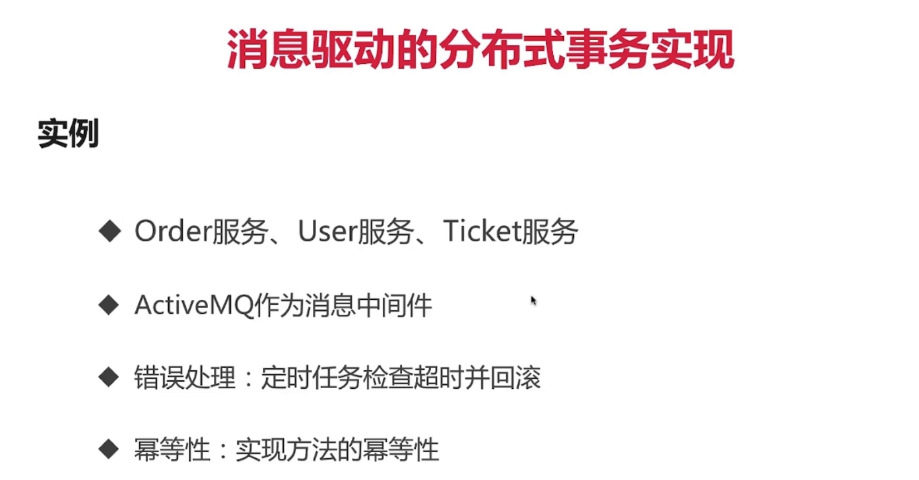 消息驱动的分布式事务实现
实例
◆ Order服务、User服务、Ticket服务
◆ ActiveMQ作为消息中间件
◆ 错误处理：定时任务检查超时并回滚
◆ 幂等性：实现方法的幂等性